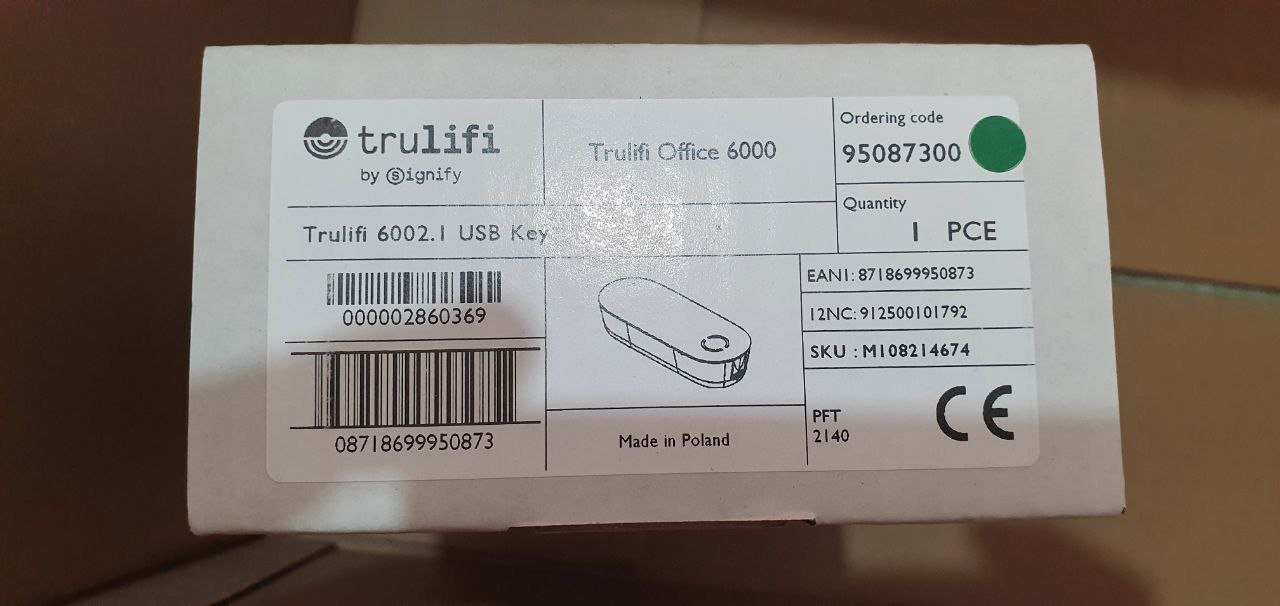 trulifi
by Signify
Trulifi Office 6000
Ordering code
95087300
Quantity
1 PCE
Trulifi 6002.1 USB Key
000002860369
08718699950873
Made in Poland
EAN1: 8718699950873
12NC: 912500101792
SKU : M108214674
PFT
2140
CE